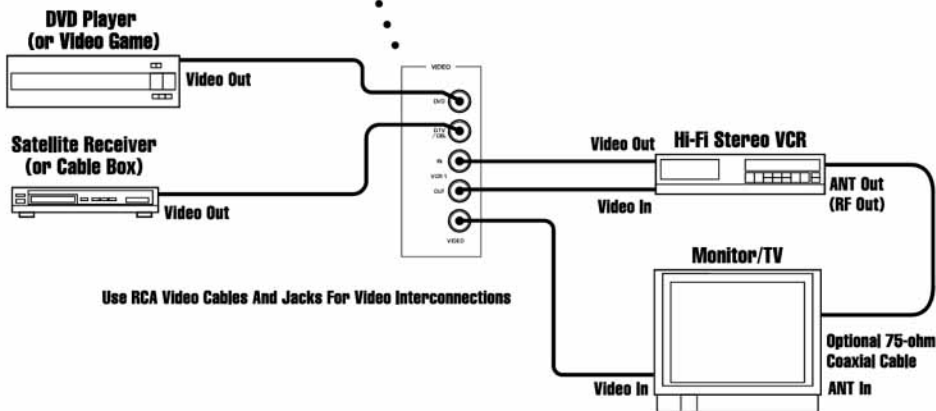 DVD Player
(or Video Game)
Video Out
Satellite Receiver
(or Cable Box)
Video Out
VIDEO
DVD
DTV
/ CBL
IN
VCR 1
OUT
VIDEO
Video Out
Hi-Fi Stereo VCR
Video In
ANT Out
(RF Out)
Monitor/TV
Use RCA Video Cables And Jacks For Video Interconnections
Optional 75-ohm
Coaxial Cable
Video In
ANT In